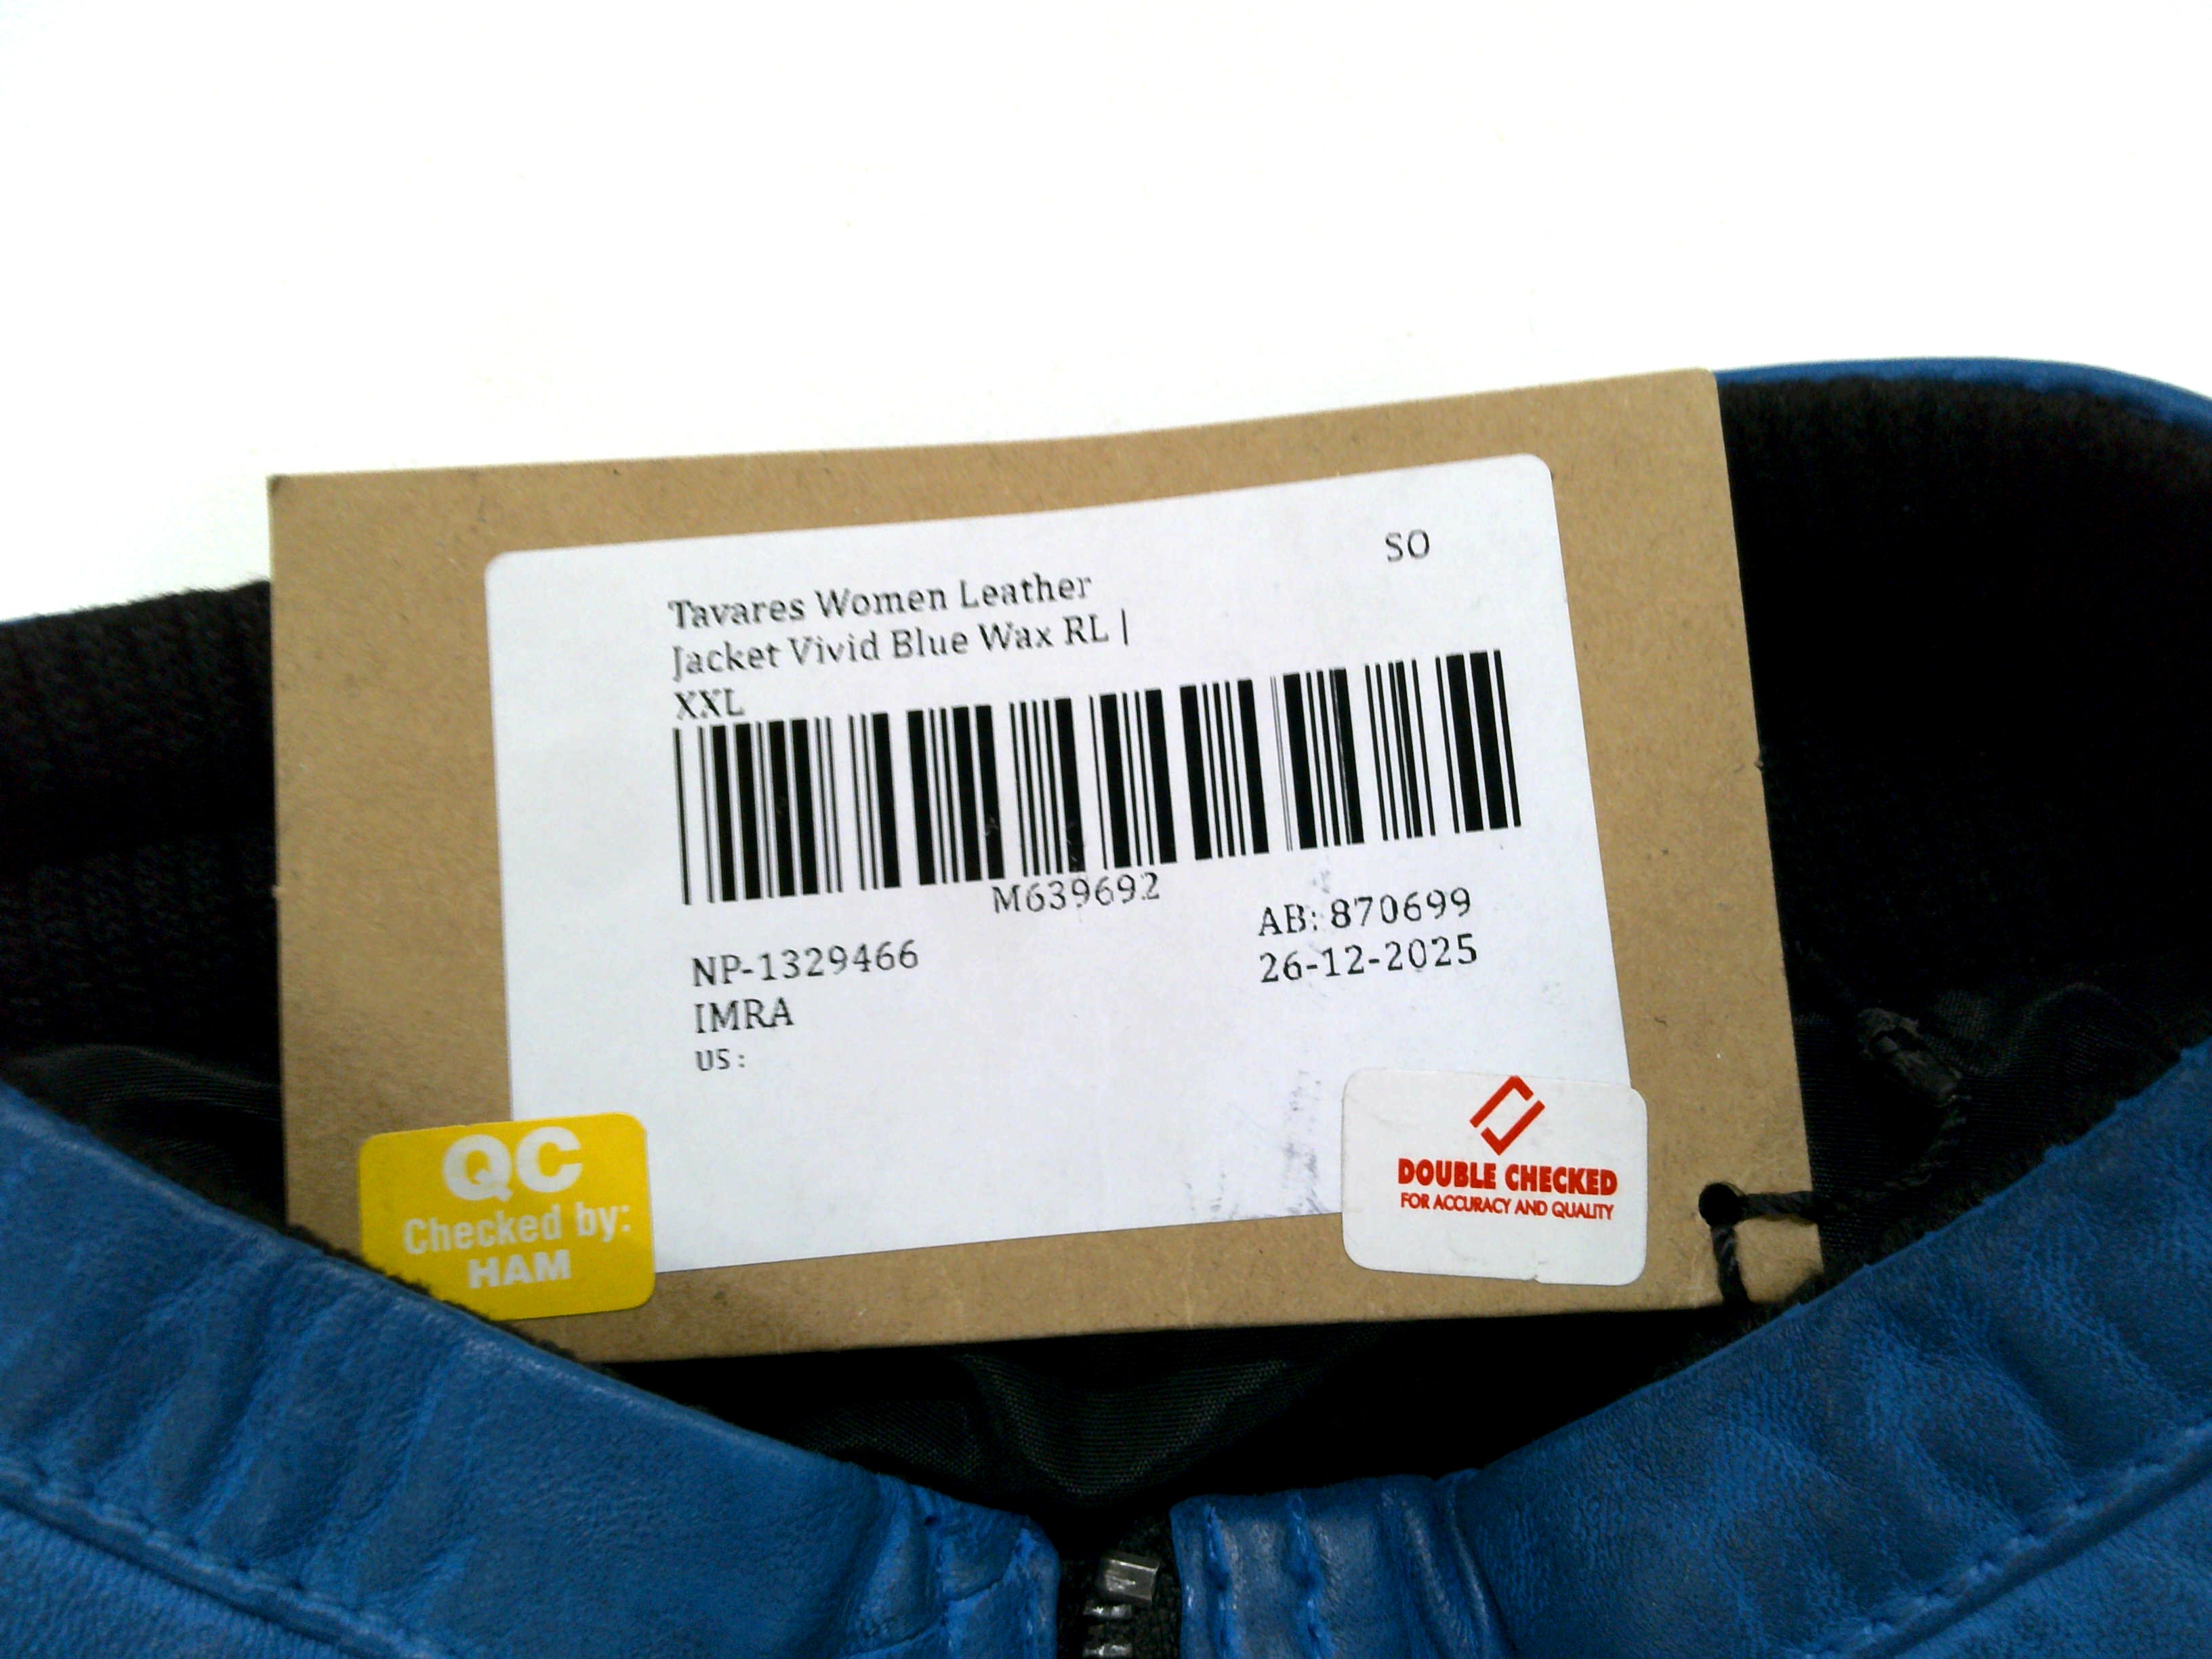 SO
Tavares Women Leather
Jacket Vivid Blue Wax RL |
XXL
M639692
NP-1329466
IMRA
US:
AB: 870699
26-12-2025
QC
Checked by:
HAM
DOUBLE CHECKED
FOR ACCURACY AND QUALITY